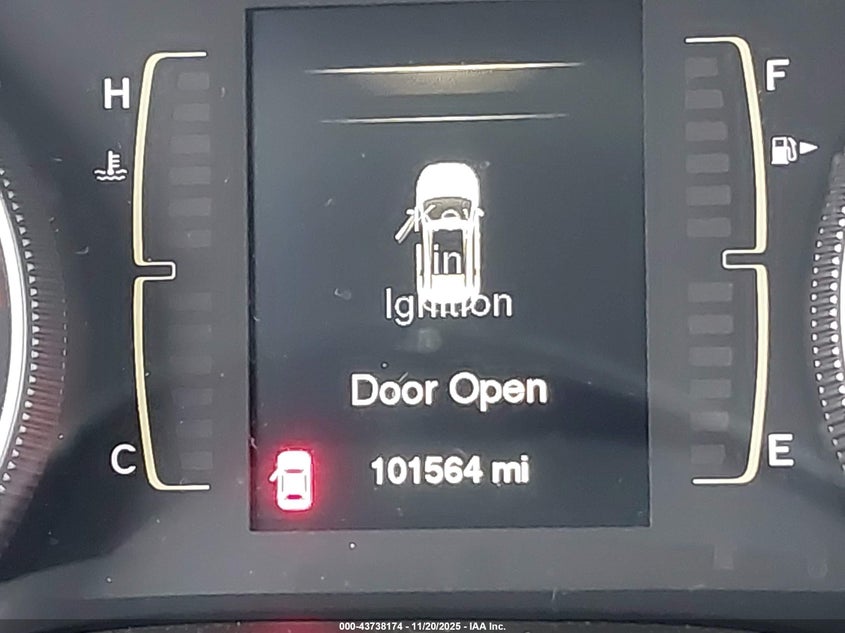 H
F
Key
in
Ignition
Door Open
C
E
101564 mi
000-43738174 - 11/20/2025 - IAA Inc.